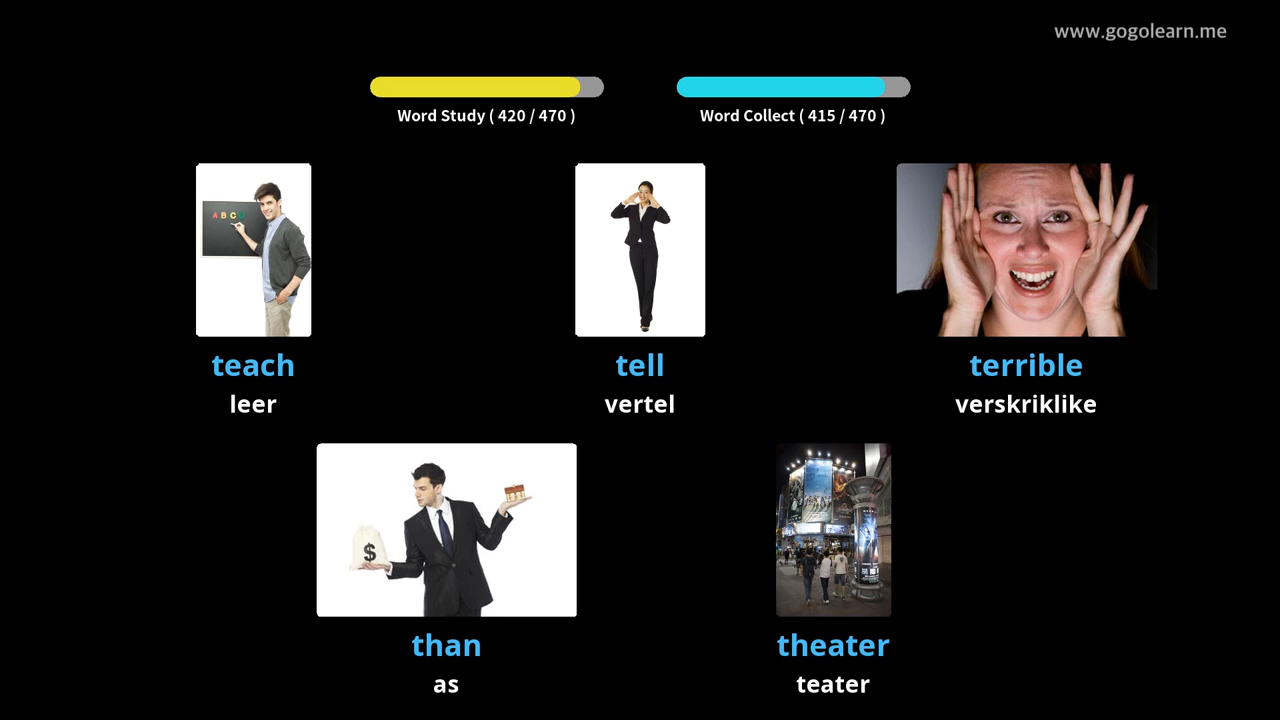 www.gogolearn.me
Word Study ( 420 / 470 )
Word Collect ( 415 / 470 )
A B C D
teach
leer
tell
vertel
terrible
verskriklike
$
than
as
theater
teater